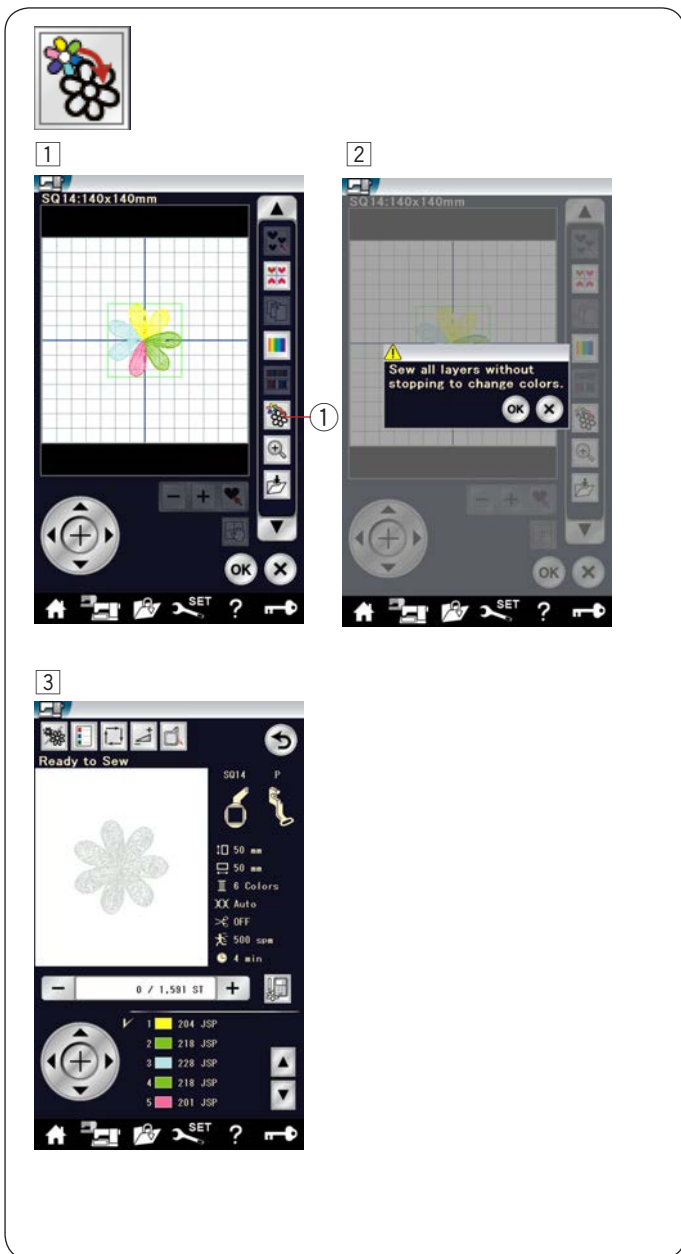 1
SQ14:140x140mm
①
OK
SET
?
2
SQ14:140x140mm
Sew all layers without
stopping to change colors.
OK
OK
SET
?
3
Ready to Sew
SQ14 P
50 mm
50 mm
6 Colors
Auto
OFF
500 spm
4 min
0 / 1,591 ST
1 204 JSP
2 218 JSP
3 228 JSP
4 218 JSP
5 201 JSP
SET
?